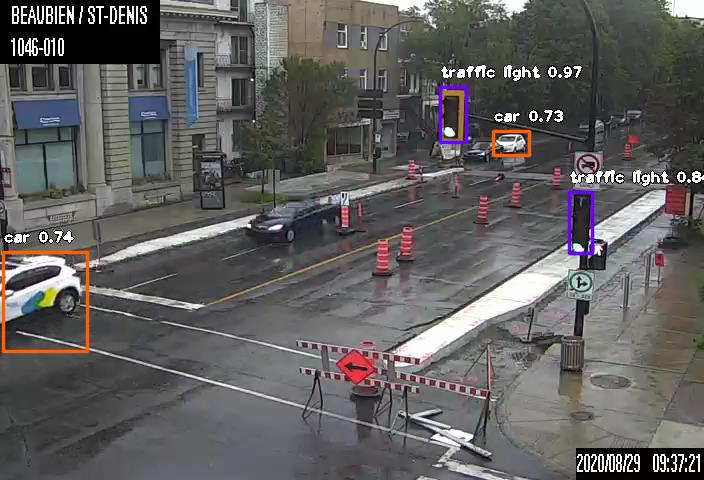 BEAUBIEN / ST-DENIS
1046-010
traffic light 0.97
car 0.73
traffic light 0.84
car 0.74
2020/08/29 09:37:21